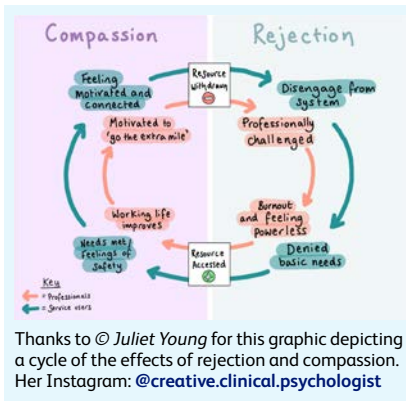 Compassion
Rejection
Feeling
motivated and
connected
Resource
Withdrawn
Disengage from
system
Motivated to
'go the extra mile'
Professionally
challenged
Working life
improves
Burnout
and feeling
powerless
Needs met/
feelings of
safety
Resource
Accessed
Denied
basic needs
Key
= Professionals
= Service users
Thanks to © Juliet Young for this graphic depicting
a cycle of the effects of rejection and compassion.
Her Instagram: @creative.clinical.psychologist